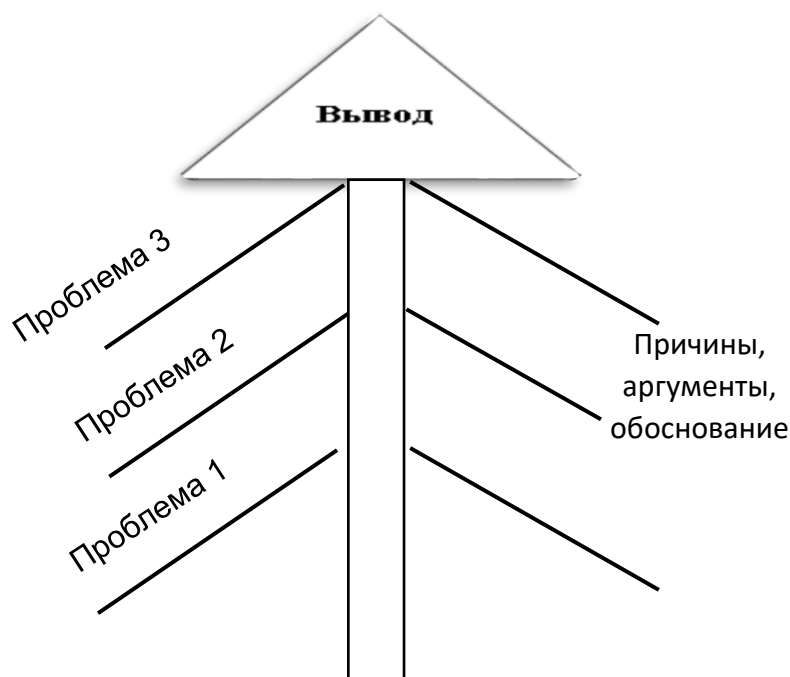 Вывод
Проблема 3
Проблема 2
Проблема 1
Причины,
аргументы,
обоснование